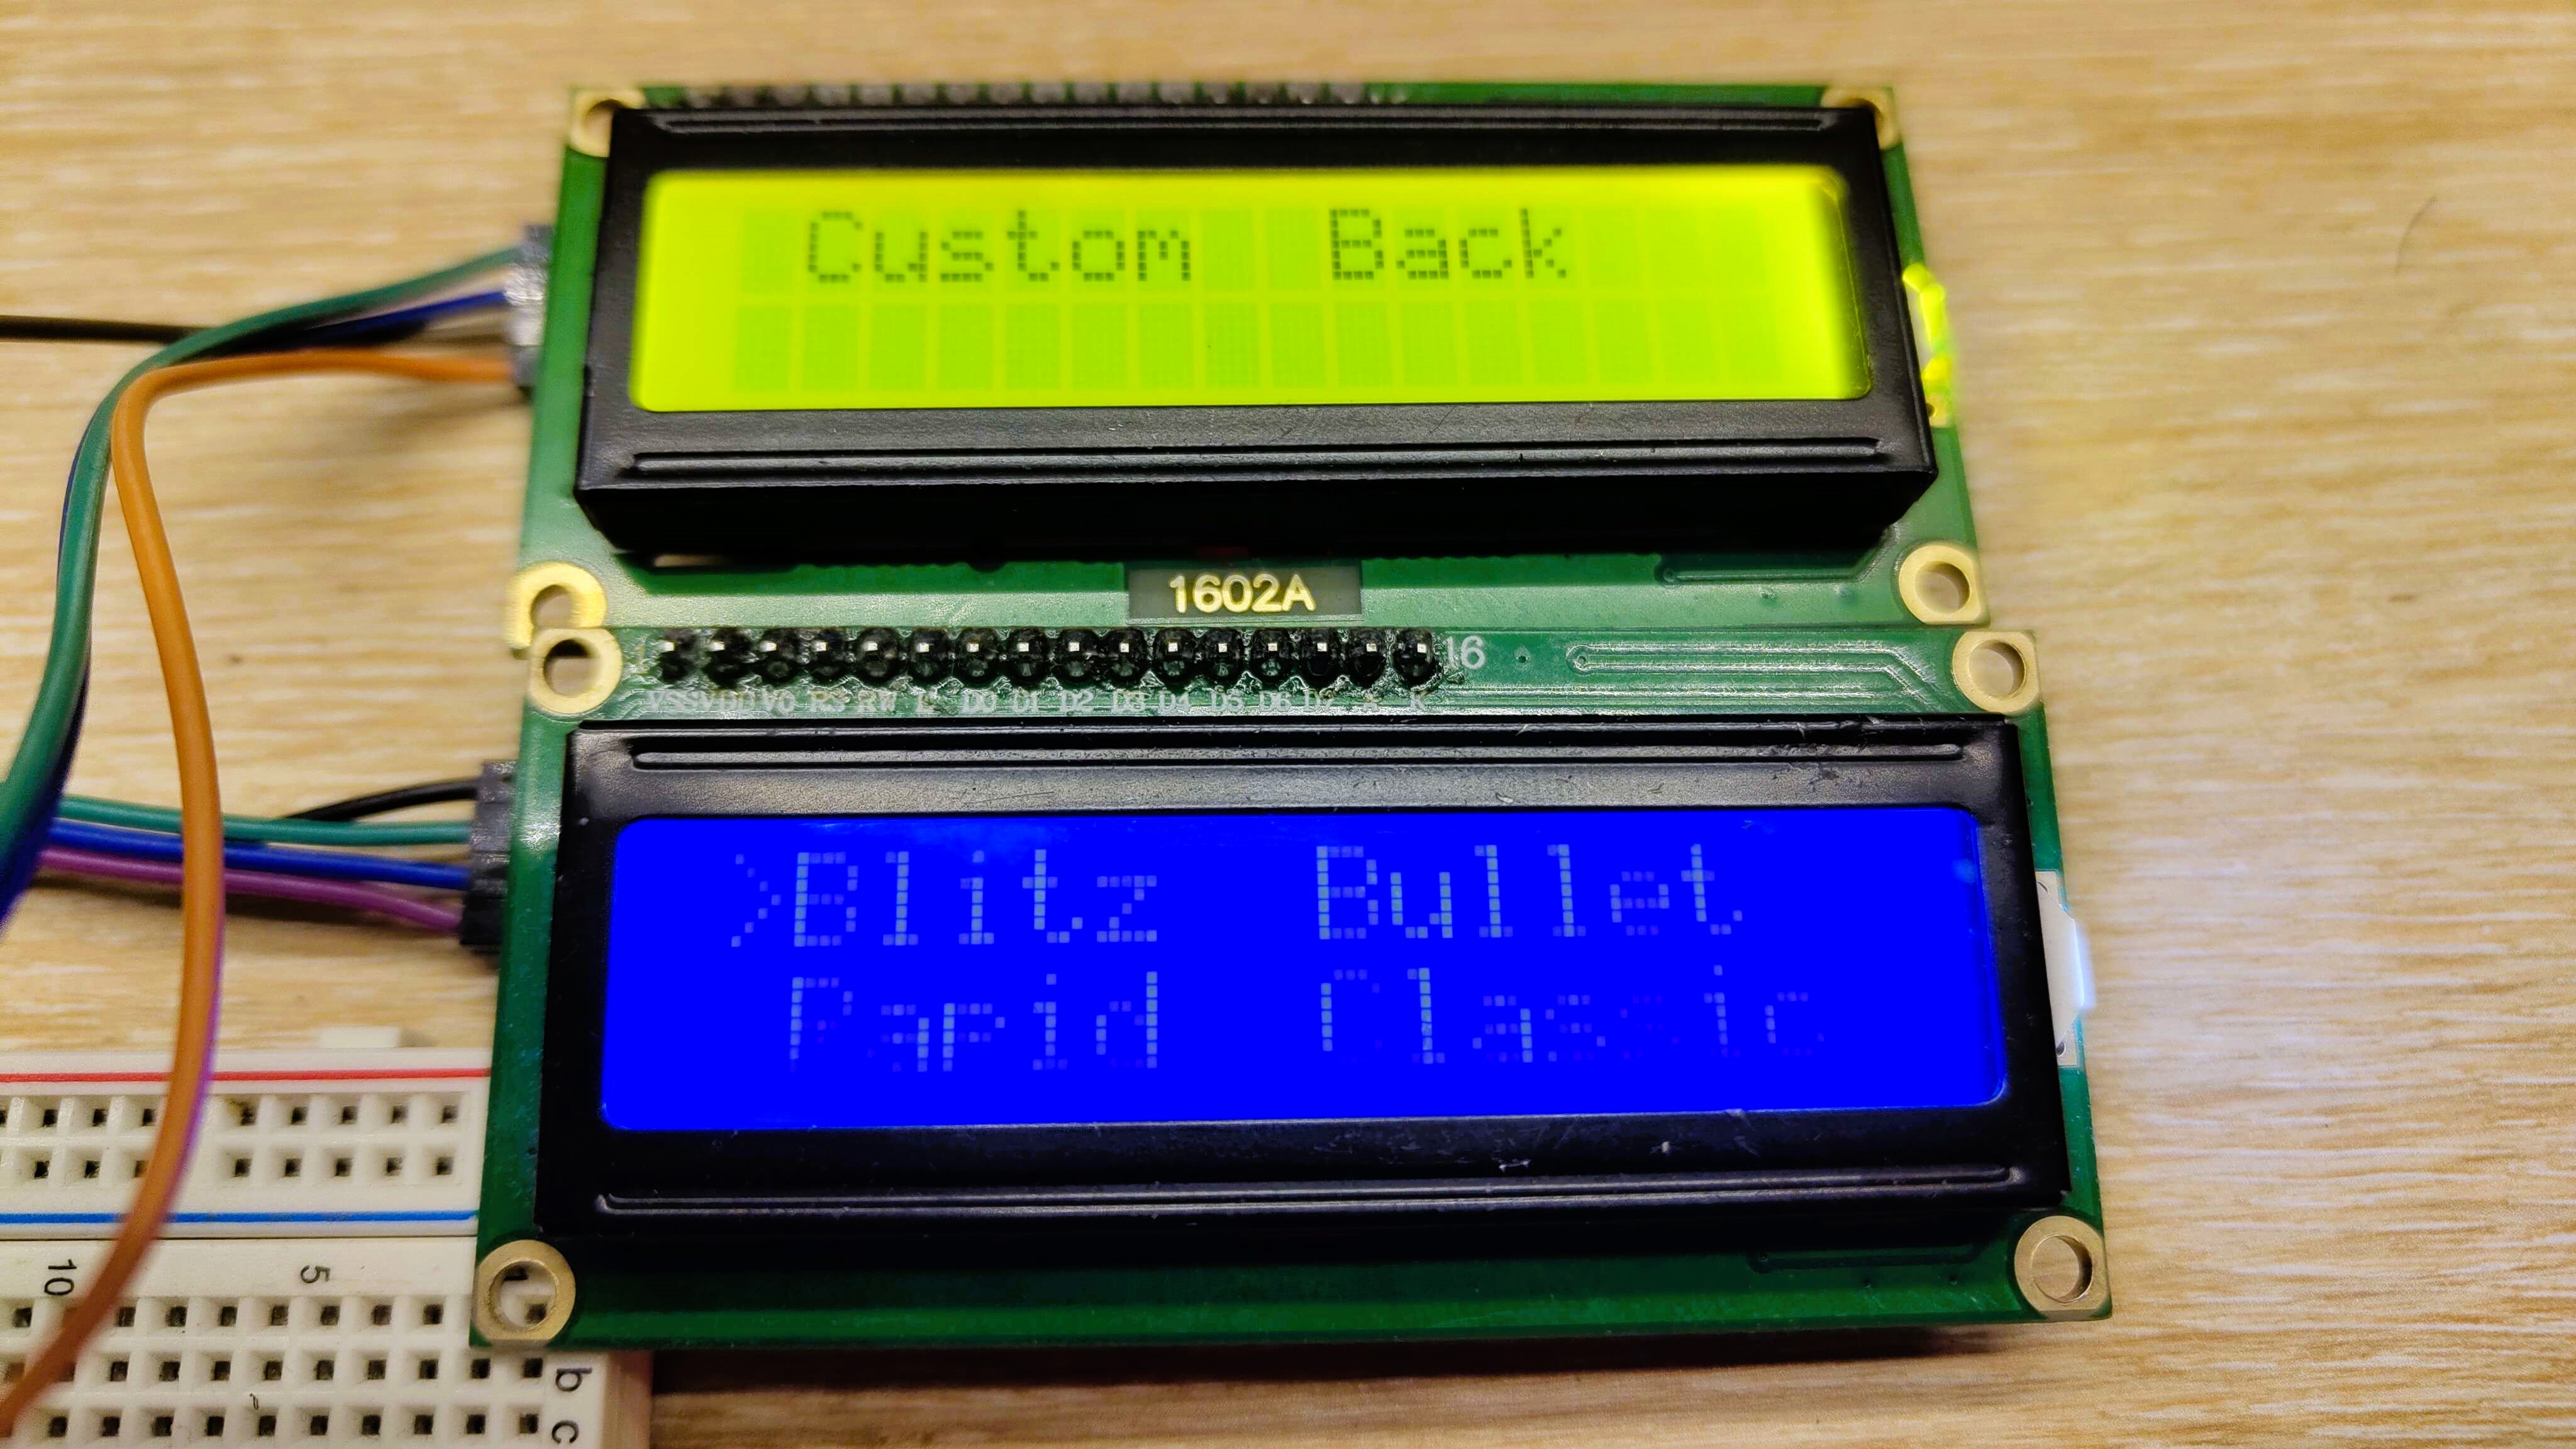 Custom Back
1602A
16
VSS VDD V0 RS RW E D0 D1 D2 D3 D4 D5 D6 D7 A K
>Blitz Bullet
Rapid Classic
10 5 1
b
c